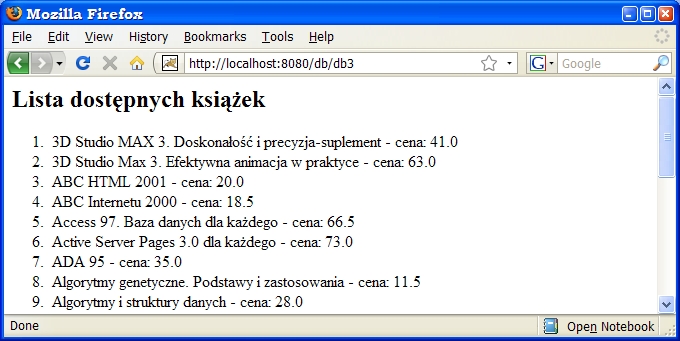 Mozilla Firefox
File Edit View History Bookmarks Tools Help
http://localhost:8080/db/db3 G Google
Lista dostępnych książek
1. 3D Studio MAX 3. Doskonałość i precyzja-suplement - cena: 41.0
2. 3D Studio Max 3. Efektywna animacja w praktyce - cena: 63.0
3. ABC HTML 2001 - cena: 20.0
4. ABC Internetu 2000 - cena: 18.5
5. Access 97. Baza danych dla każdego - cena: 66.5
6. Active Server Pages 3.0 dla każdego - cena: 73.0
7. ADA 95 - cena: 35.0
8. Algorytmy genetyczne. Podstawy i zastosowania - cena: 11.5
9. Algorytmy i struktury danych - cena: 28.0
Done Open Notebook